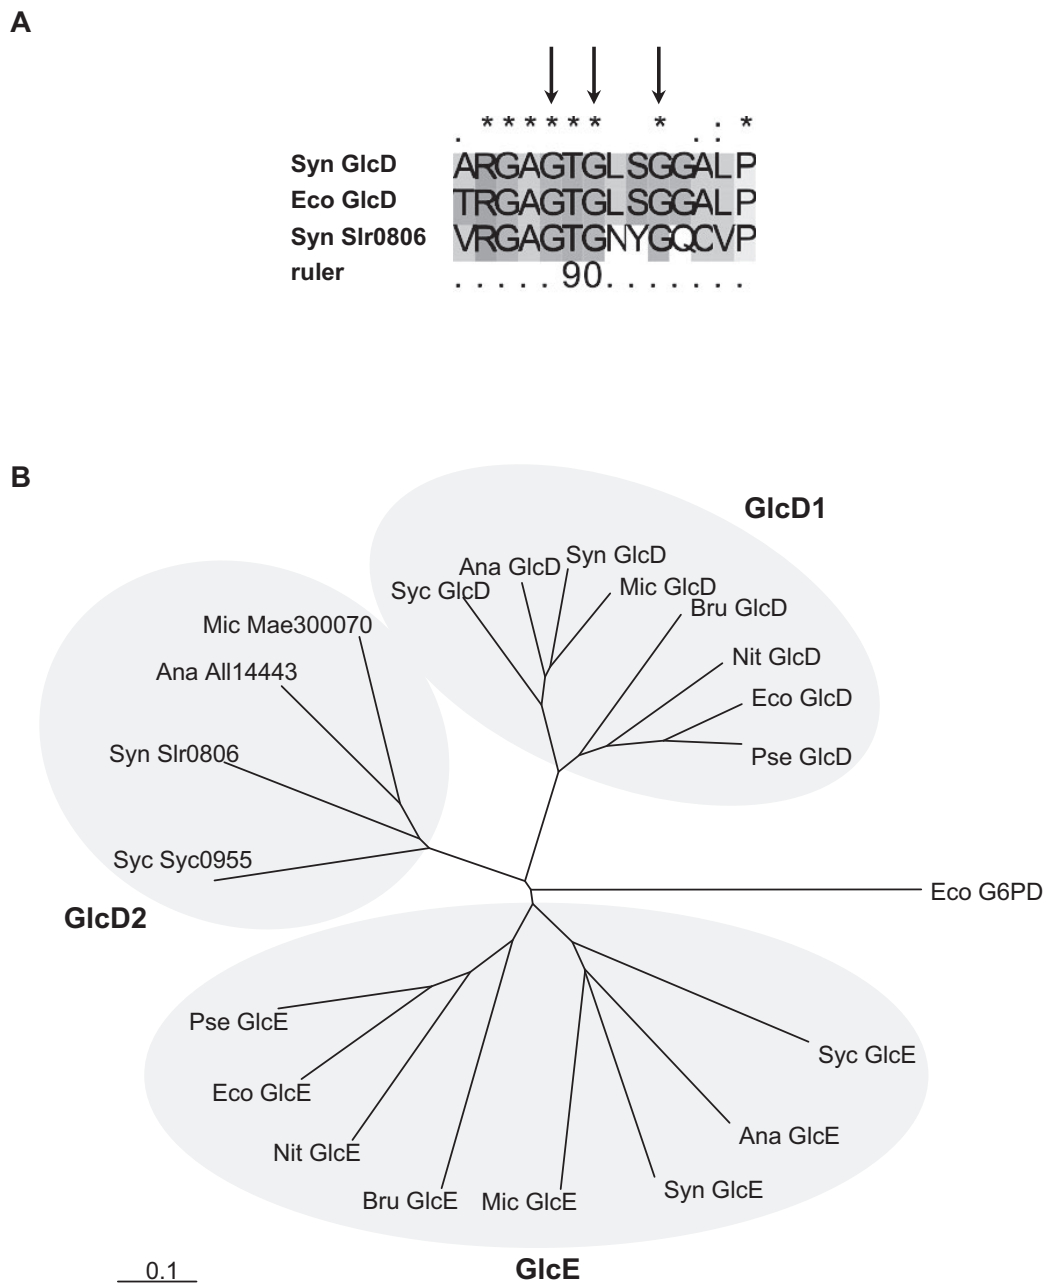 A
* * * * * * * : *
. . :
Syn GlcD ARGAGTGLSGGALP
Eco GlcD TRGAGTGLSGGALP
Syn Slr0806 VRGAGTGNYGQCVP
ruler . . . . . 90 . . . . . . .
B
GlcD1
Syn GlcD
Ana GlcD
Syc GlcD
Mic GlcD
Bru GlcD
Mic Mae300070
Nit GlcD
Ana All14443
Eco GlcD
Syn Slr0806
Pse GlcD
Syc Syc0955
Eco G6PD
GlcD2
Pse GlcE
Syc GlcE
Eco GlcE
Ana GlcE
Nit GlcE
Syn GlcE
Bru GlcE
Mic GlcE
GlcE
0.1